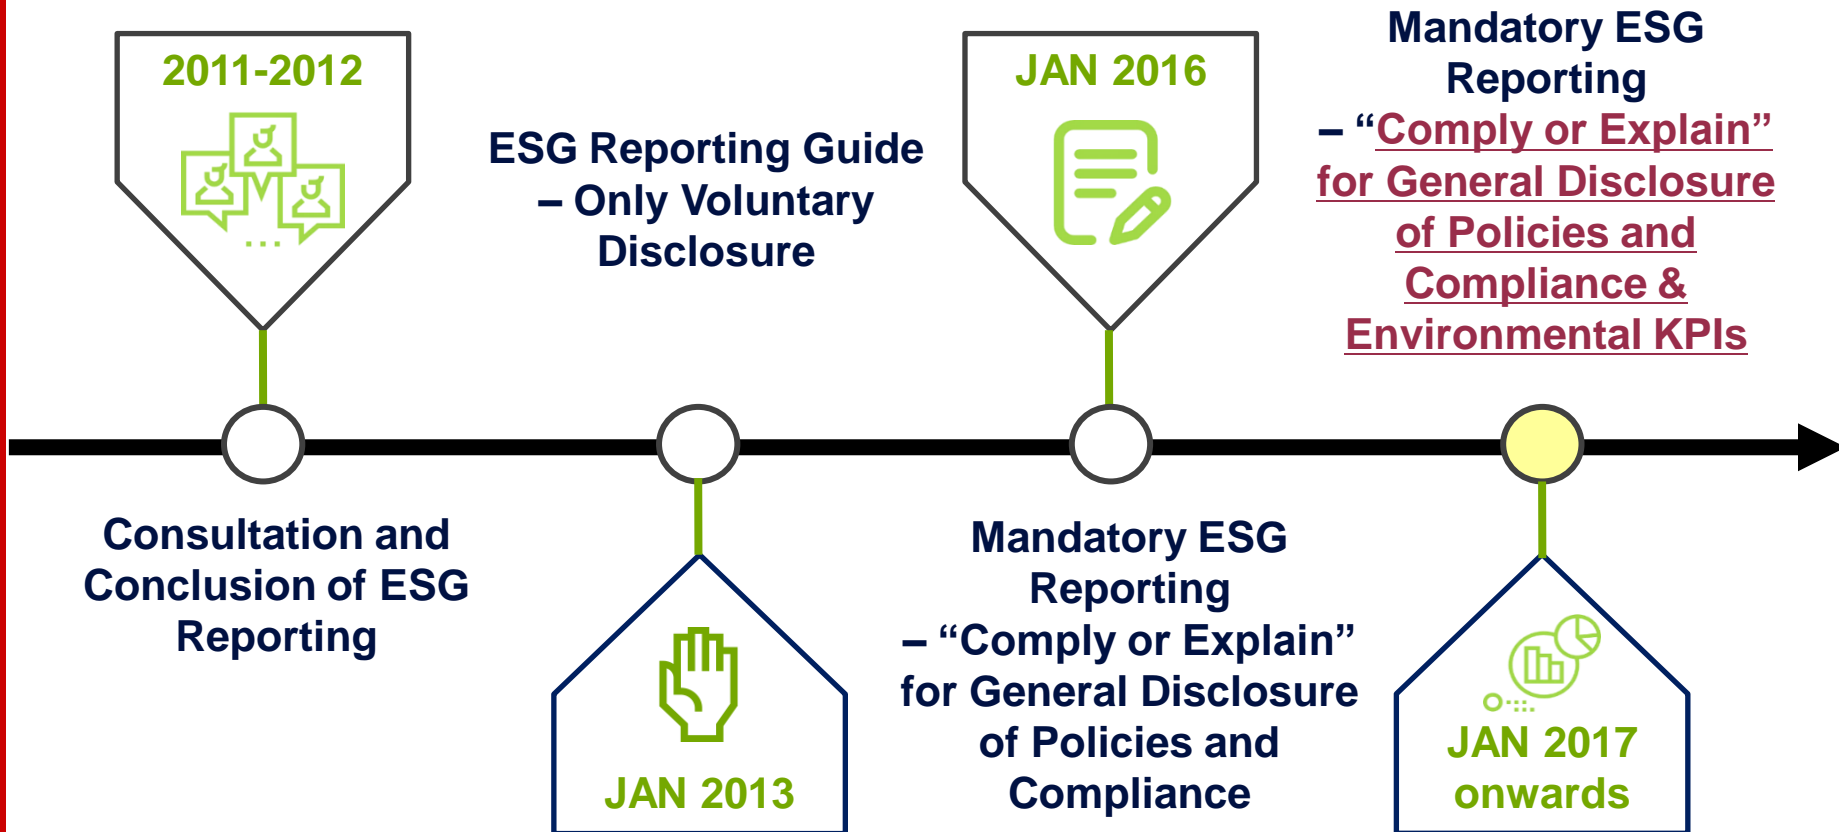 2011-2012
Consultation and
Conclusion of ESG
Reporting
ESG Reporting Guide
– Only Voluntary
Disclosure
JAN 2013
JAN 2016
Mandatory ESG
Reporting
– “Comply or Explain”
for General Disclosure
of Policies and
Compliance
Mandatory ESG
Reporting
– “Comply or Explain”
for General Disclosure
of Policies and
Compliance &
Environmental KPIs
JAN 2017
onwards